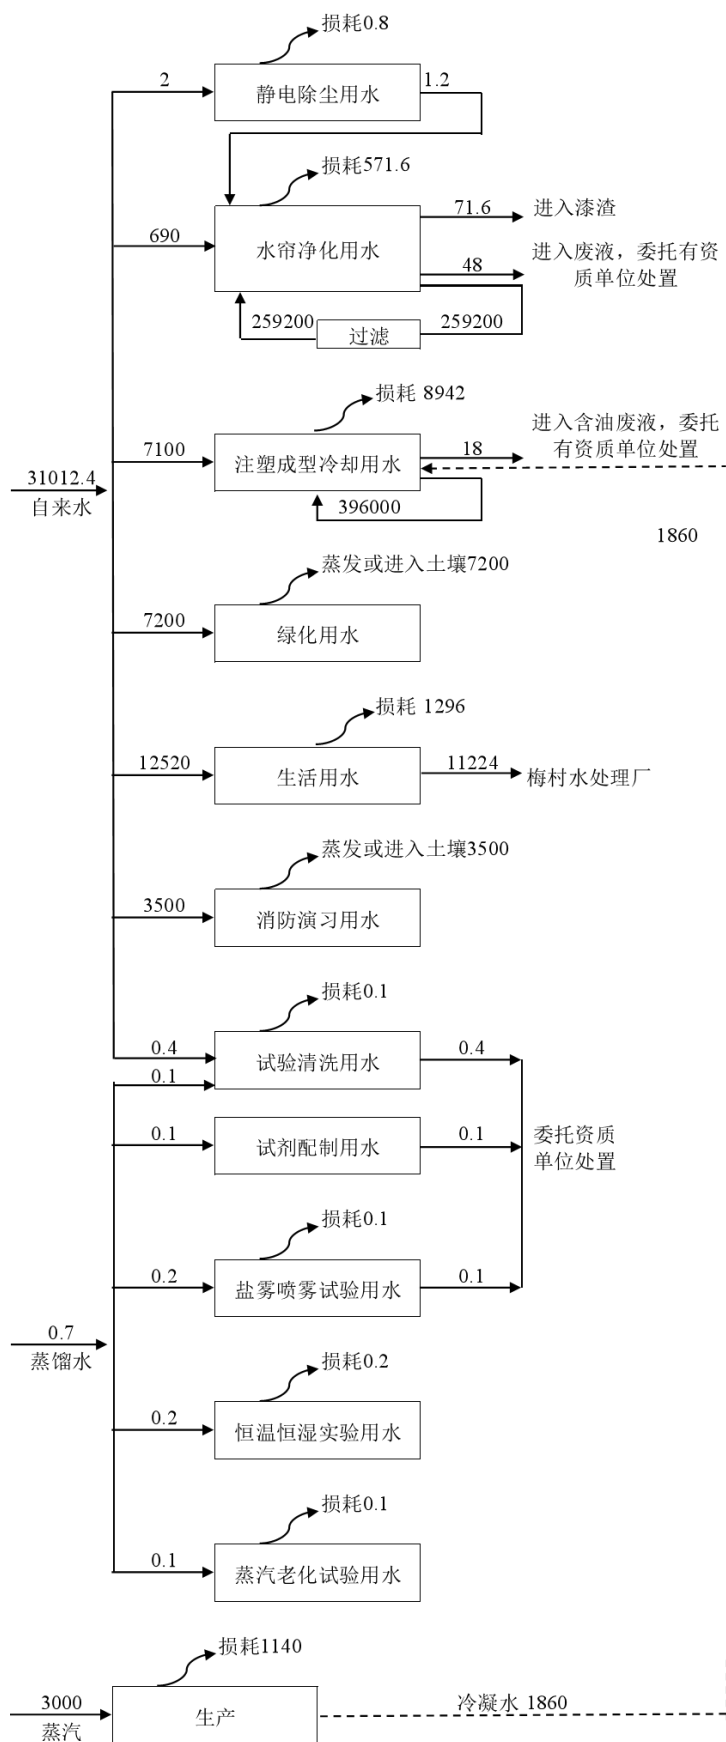 损耗0.8
2
静电除尘用水
1.2
损耗571.6
690
水帘净化用水
71.6
进入漆渣
48
进入废液，委托有资
质单位处置
259200
过滤
259200
损耗 8942
7100
注塑成型冷却用水
18
进入含油废液，委托
有资质单位处置
396000
31012.4
自来水
1860
蒸发或进入土壤7200
7200
绿化用水
损耗 1296
12520
生活用水
11224
梅村水处理厂
蒸发或进入土壤3500
3500
消防演习用水
损耗0.1
0.4
0.1
试验清洗用水
0.4
0.1
试剂配制用水
0.1
委托资质
单位处置
损耗0.1
0.2
盐雾喷雾试验用水
0.1
0.7
蒸馏水
损耗0.2
0.2
恒温恒湿实验用水
损耗0.1
0.1
蒸汽老化试验用水
损耗1140
3000
蒸汽
生产
冷凝水 1860